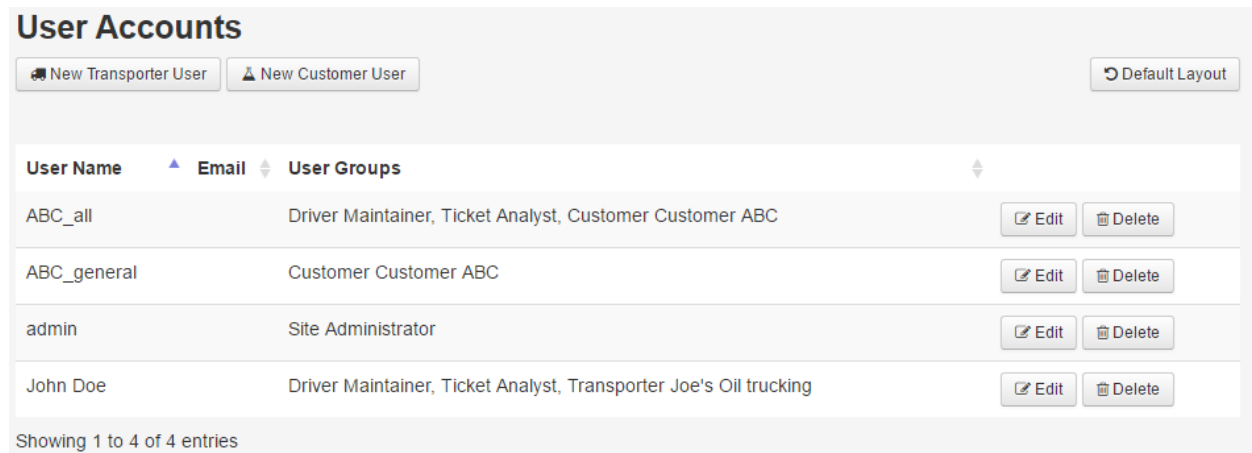 User Accounts
New Transporter User New Customer User Default Layout
User Name Email User Groups
ABC_all Driver Maintainer, Ticket Analyst, Customer Customer ABC Edit Delete
ABC_general Customer Customer ABC Edit Delete
admin Site Administrator Edit Delete
John Doe Driver Maintainer, Ticket Analyst, Transporter Joe's Oil trucking Edit Delete
Showing 1 to 4 of 4 entries